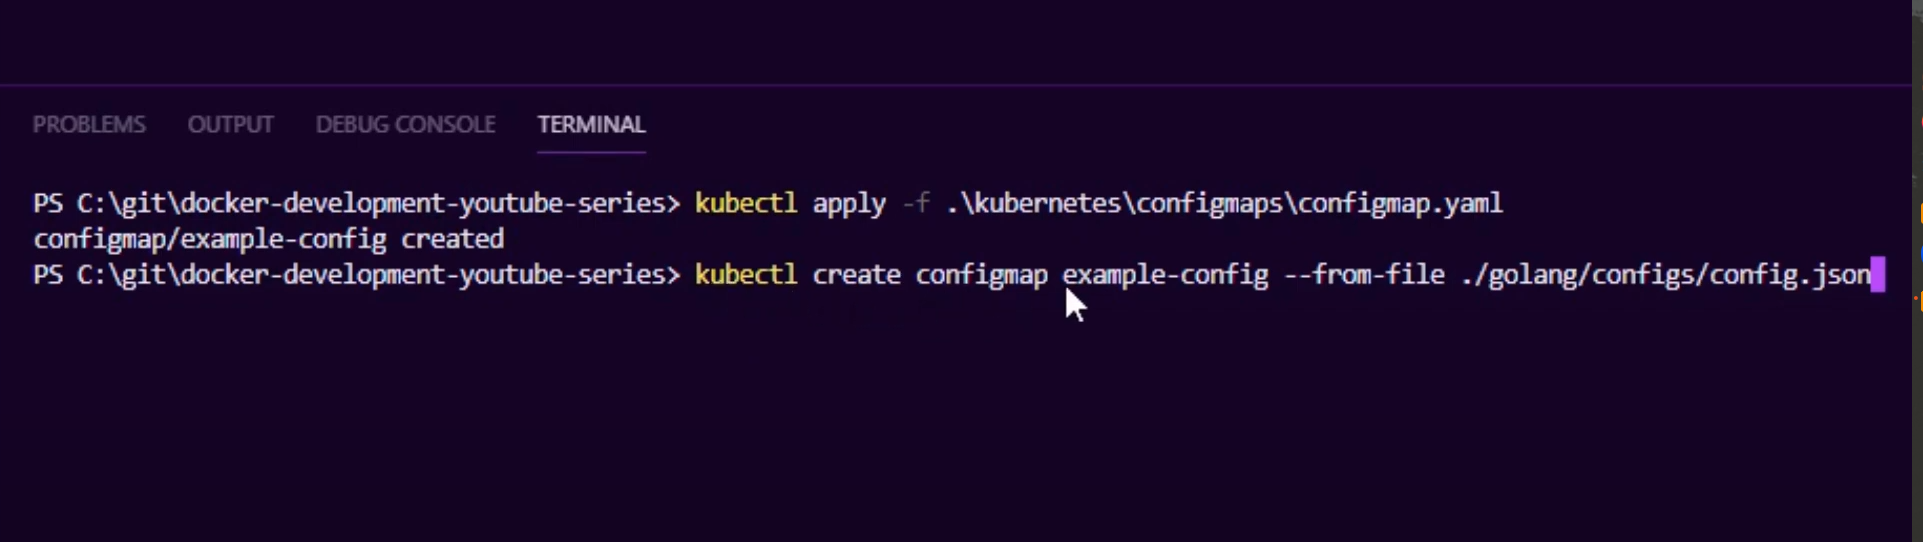 PROBLEMS OUTPUT DEBUG CONSOLE TERMINAL
PS C:\git\docker-development-youtube-series> kubectl apply -f .\kubernetes\configmaps\configmap.yaml
configmap/example-config created
PS C:\git\docker-development-youtube-series> kubectl create configmap example-config --from-file ./golang/configs/config.json